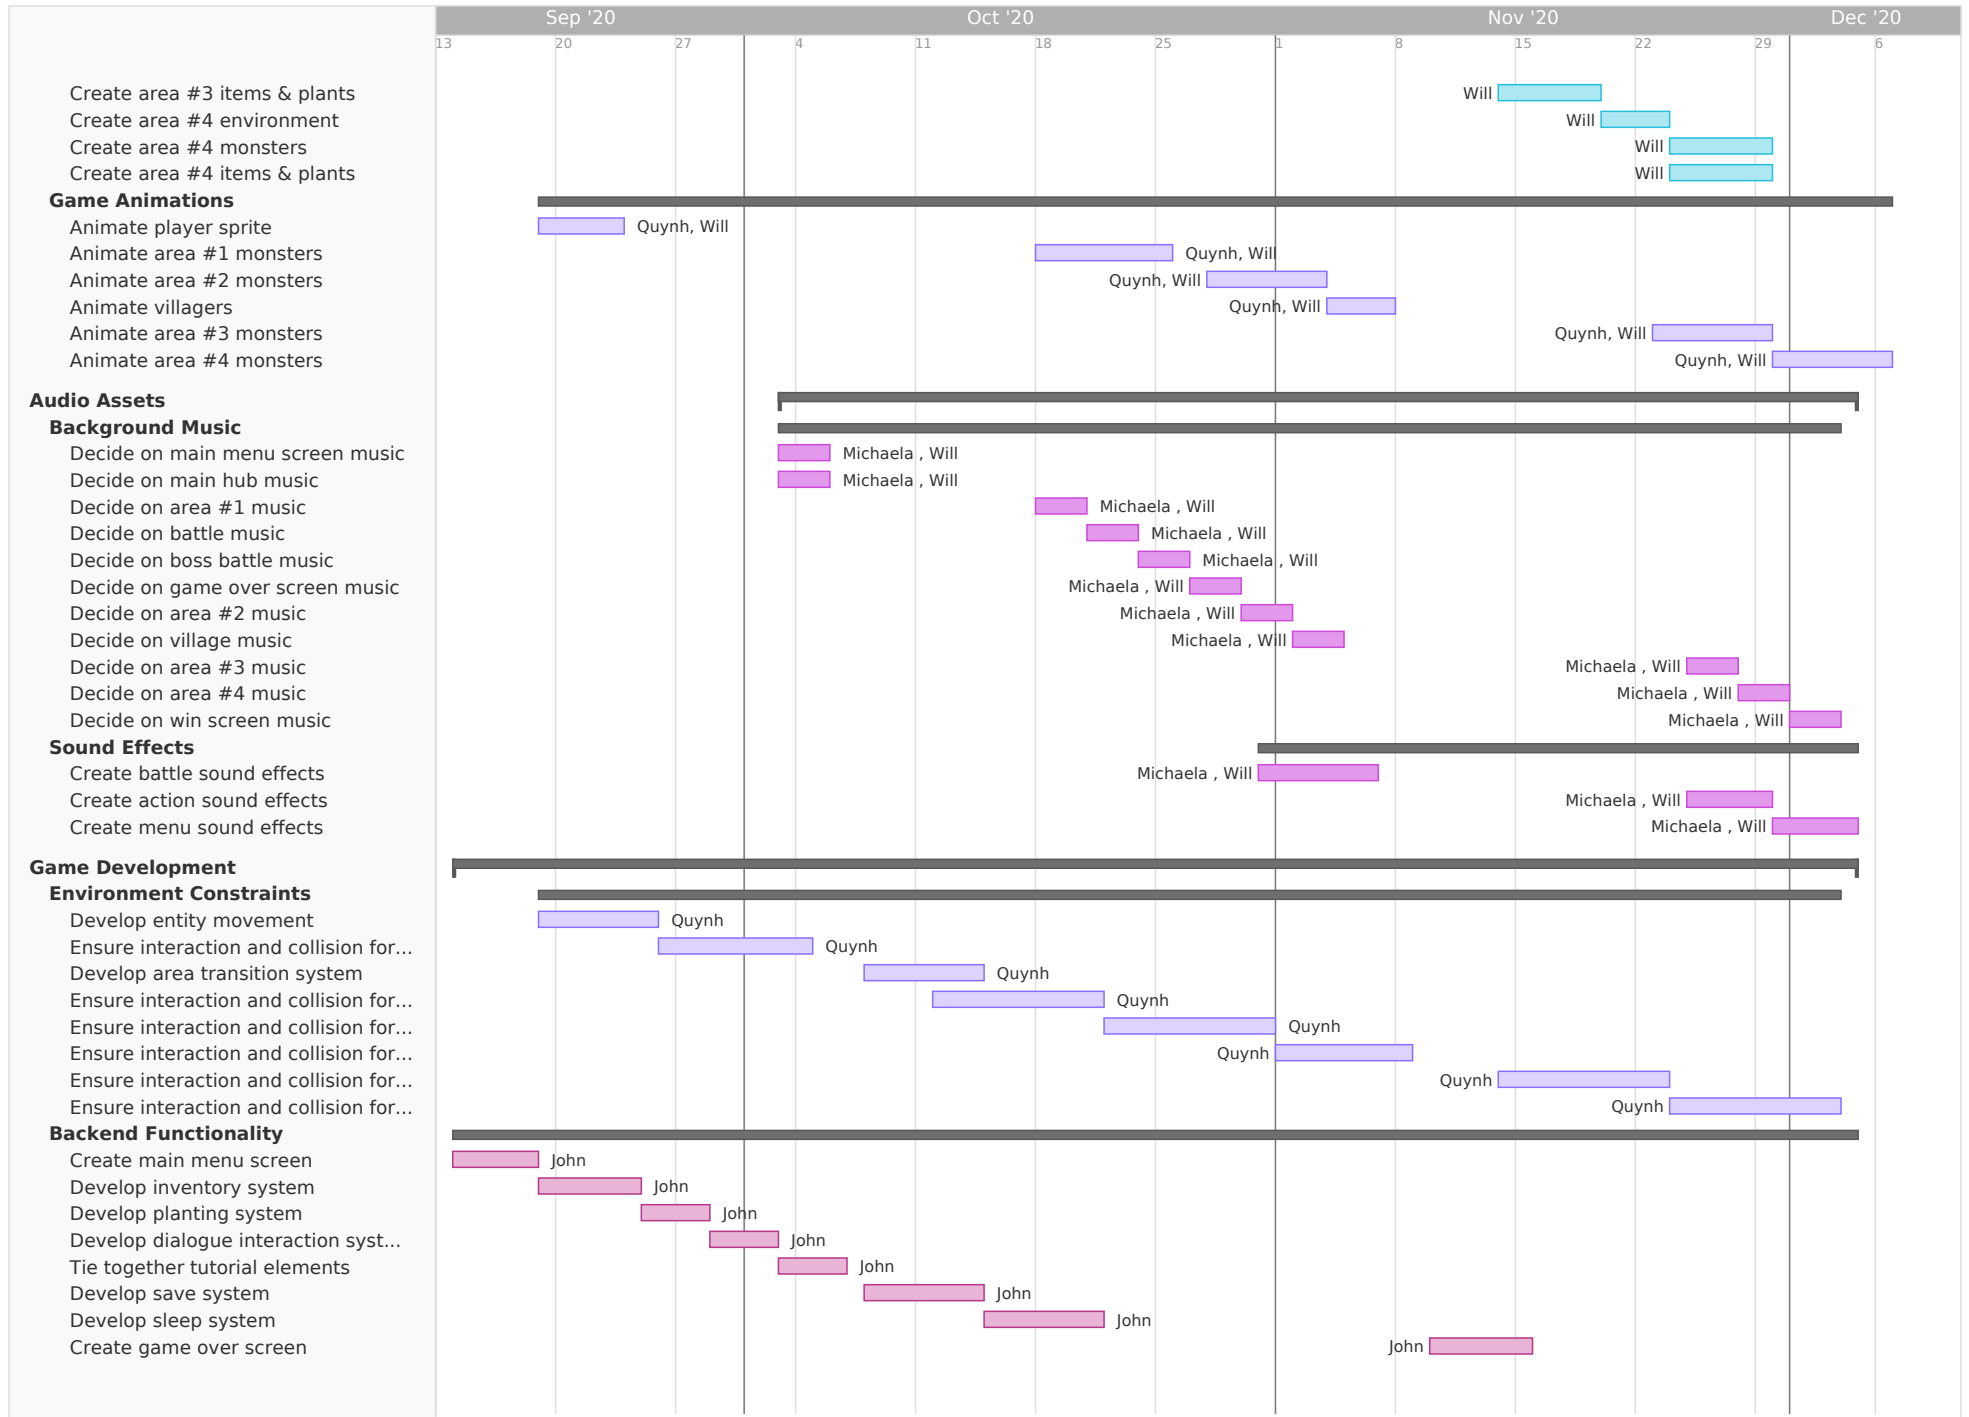 Sep '20 Oct '20 Nov '20 Dec '20
13 20 27 4 11 18 25 1 8 15 22 29 6
Create area #3 items & plants Will
Create area #4 environment Will
Create area #4 monsters Will
Create area #4 items & plants Will
Game Animations
Animate player sprite Quynh, Will
Animate area #1 monsters Quynh, Will
Animate area #2 monsters Quynh, Will
Animate villagers Quynh, Will
Animate area #3 monsters Quynh, Will
Animate area #4 monsters Quynh, Will
Audio Assets
Background Music
Decide on main menu screen music Michaela , Will
Decide on main hub music Michaela , Will
Decide on area #1 music Michaela , Will
Decide on battle music Michaela , Will
Decide on boss battle music Michaela , Will
Decide on game over screen music Michaela , Will
Decide on area #2 music Michaela , Will
Decide on village music Michaela , Will
Decide on area #3 music Michaela , Will
Decide on area #4 music Michaela , Will
Decide on win screen music Michaela , Will
Sound Effects
Create battle sound effects Michaela , Will
Create action sound effects Michaela , Will
Create menu sound effects Michaela , Will
Game Development
Environment Constraints
Develop entity movement Quynh
Ensure interaction and collision for... Quynh
Develop area transition system Quynh
Ensure interaction and collision for... Quynh
Ensure interaction and collision for... Quynh
Ensure interaction and collision for... Quynh
Ensure interaction and collision for... Quynh
Ensure interaction and collision for... Quynh
Backend Functionality
Create main menu screen John
Develop inventory system John
Develop planting system John
Develop dialogue interaction syst... John
Tie together tutorial elements John
Develop save system John
Develop sleep system John
Create game over screen John